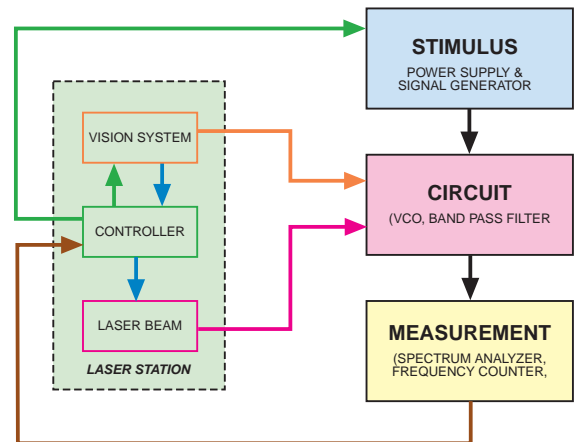 STIMULUS
POWER SUPPLY &
SIGNAL GENERATOR
VISION SYSTEM
CONTROLLER
LASER BEAM
LASER STATION
CIRCUIT
(VCO, BAND PASS FILTER
MEASUREMENT
(SPECTRUM ANALYZER,
FREQUENCY COUNTER,